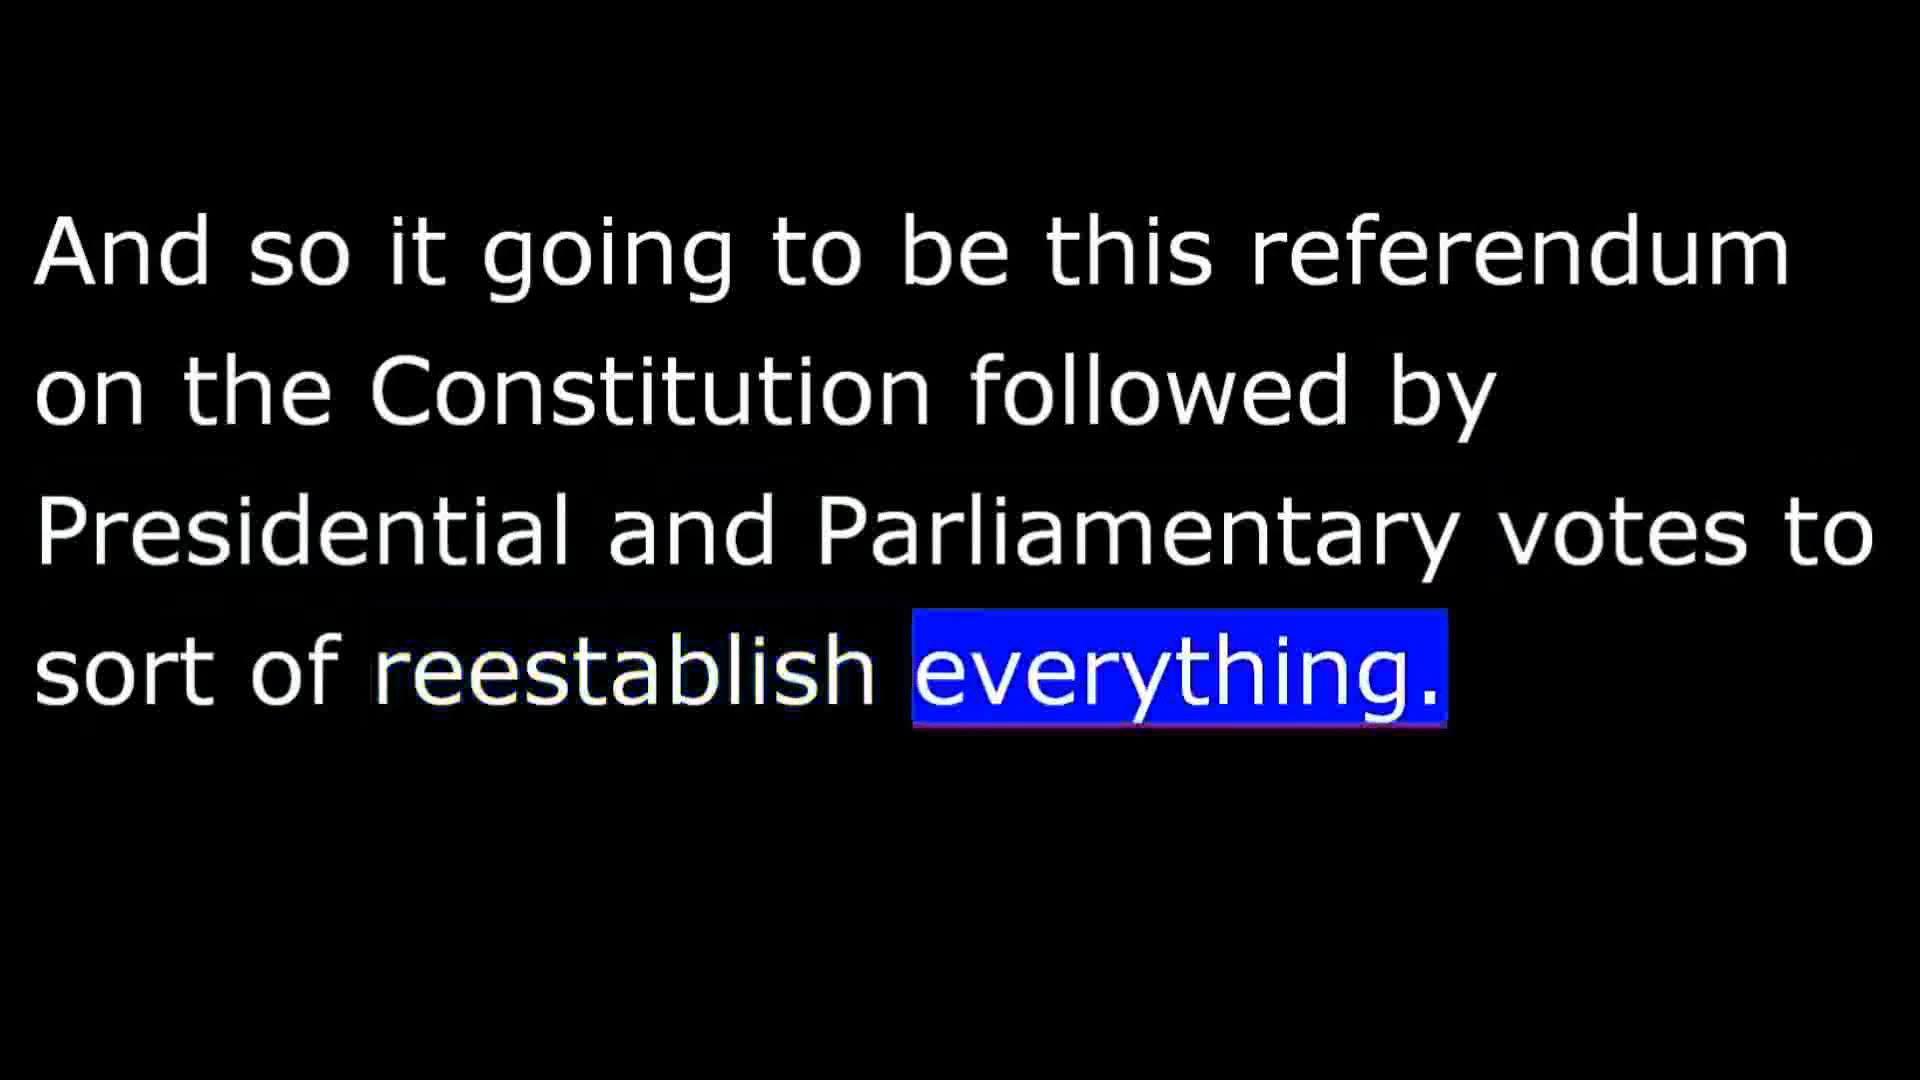 And so it going to be this referendum
on the Constitution followed by
Presidential and Parliamentary votes to
sort of reestablish everything.